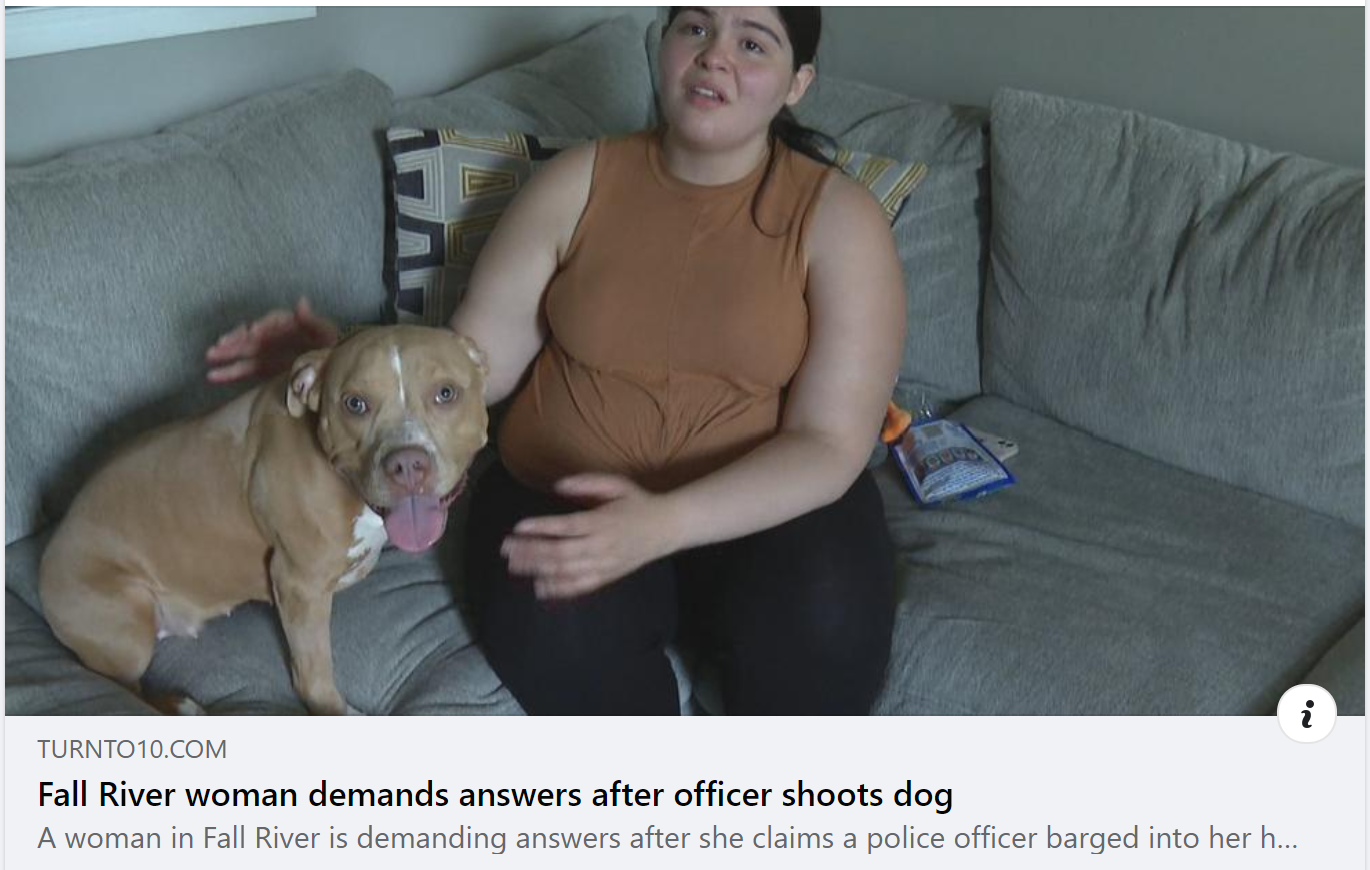 TURNTO10.COM
Fall River woman demands answers after officer shoots dog
A woman in Fall River is demanding answers after she claims a police officer barged into her h...